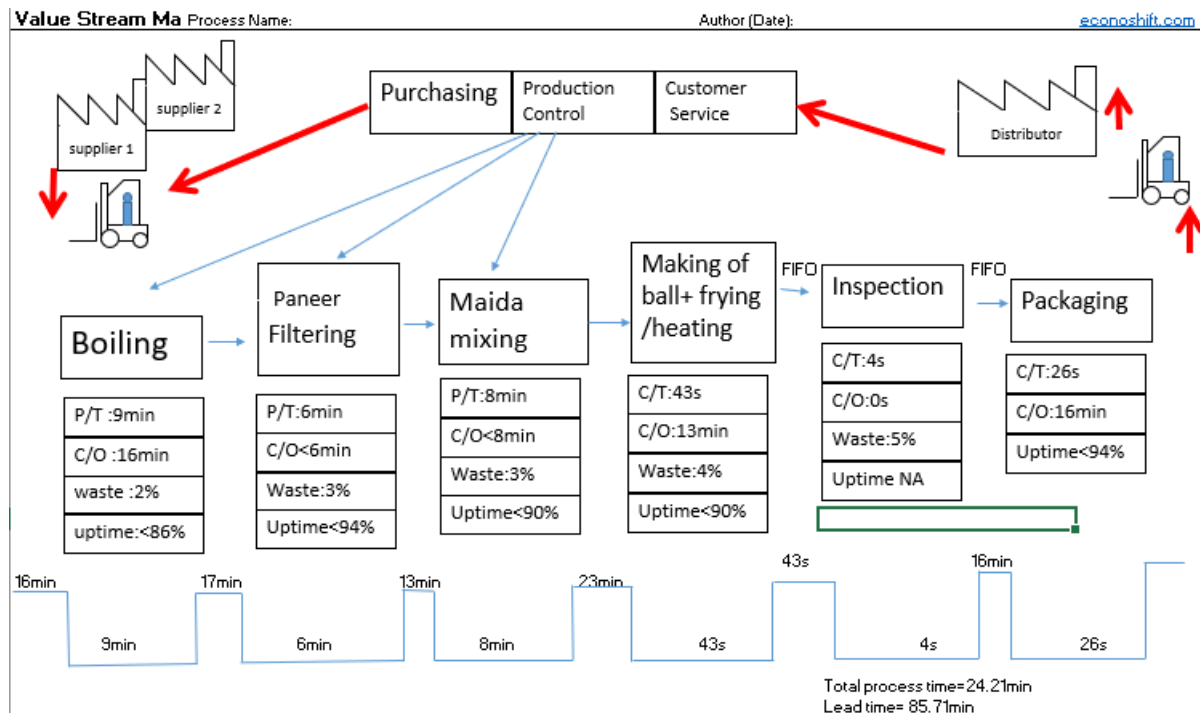 Value Stream Ma Process Name: Author (Date): econoshift.com
supplier 2
supplier 1
Purchasing
Production
Control
Customer
Service
Distributor
Boiling
Paneer
Filtering
Maida
mixing
Making of
ball+ frying
/heating
FIFO
Inspection
FIFO
Packaging
P/T :9min
C/O :16min
waste :2%
uptime:<86%
P/T:6min
C/O<6min
Waste:3%
Uptime<94%
P/T:8min
C/O<8min
Waste:3%
Uptime<90%
C/T:43s
C/O:13min
Waste:4%
Uptime<90%
C/T:4s
C/O:0s
Waste:5%
Uptime NA
C/T:26s
C/O:16min
Uptime<94%
16min 17min 13min 23min 43s 16min
9min 6min 8min 43s 4s 26s
Total process time=24.21min
Lead time= 85.71min